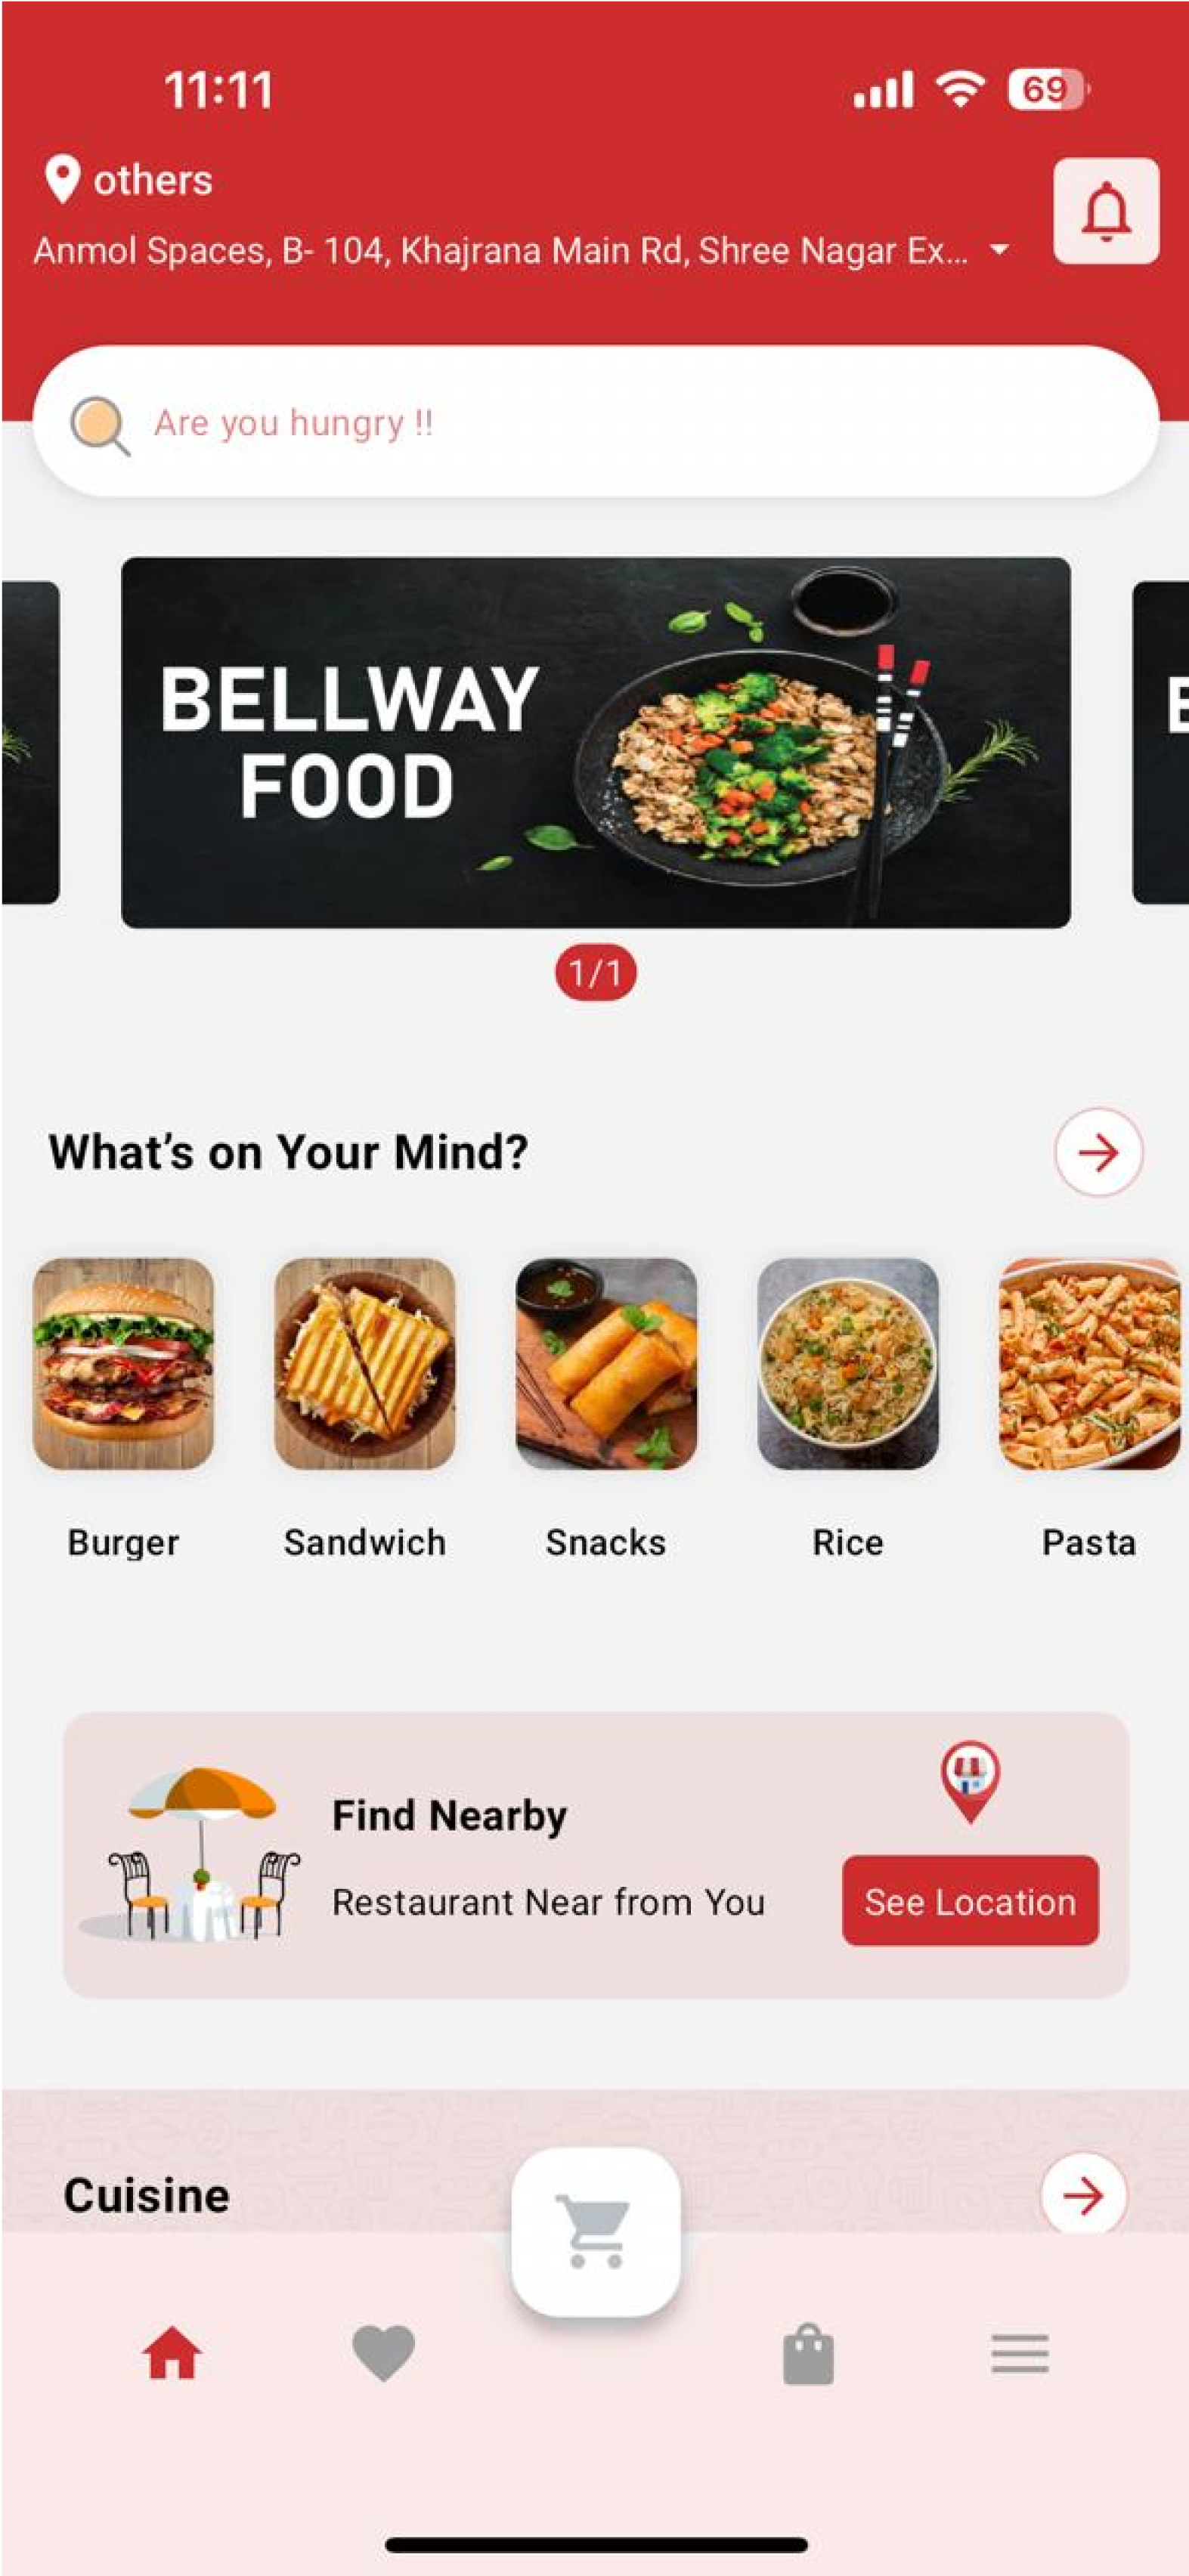 11:11
69
others
Anmol Spaces, B- 104, Khajrana Main Rd, Shree Nagar Ex...
Are you hungry !!
BELLWAY
FOOD
1/1
What's on Your Mind?
Burger Sandwich Snacks Rice Pasta
Find Nearby
Restaurant Near from You
See Location
Cuisine